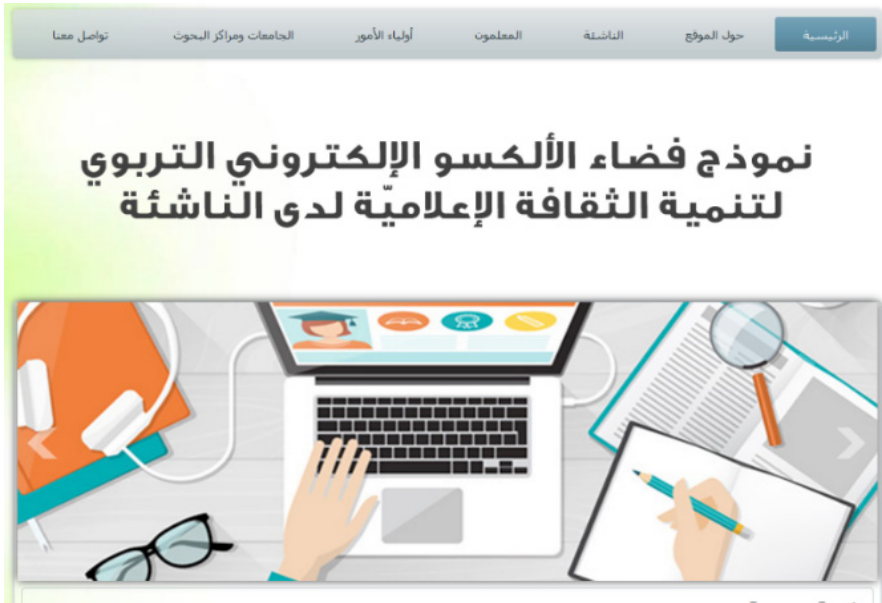 الرئيسية حول الموقع الناشئة المعلمون أولياء الأمور الجامعات ومراكز البحوث تواصل معنا
نموذج فضاء الألكسو الإلكتروني التربوي
لتنمية الثقافة الإعلاميّة لدى الناشئة